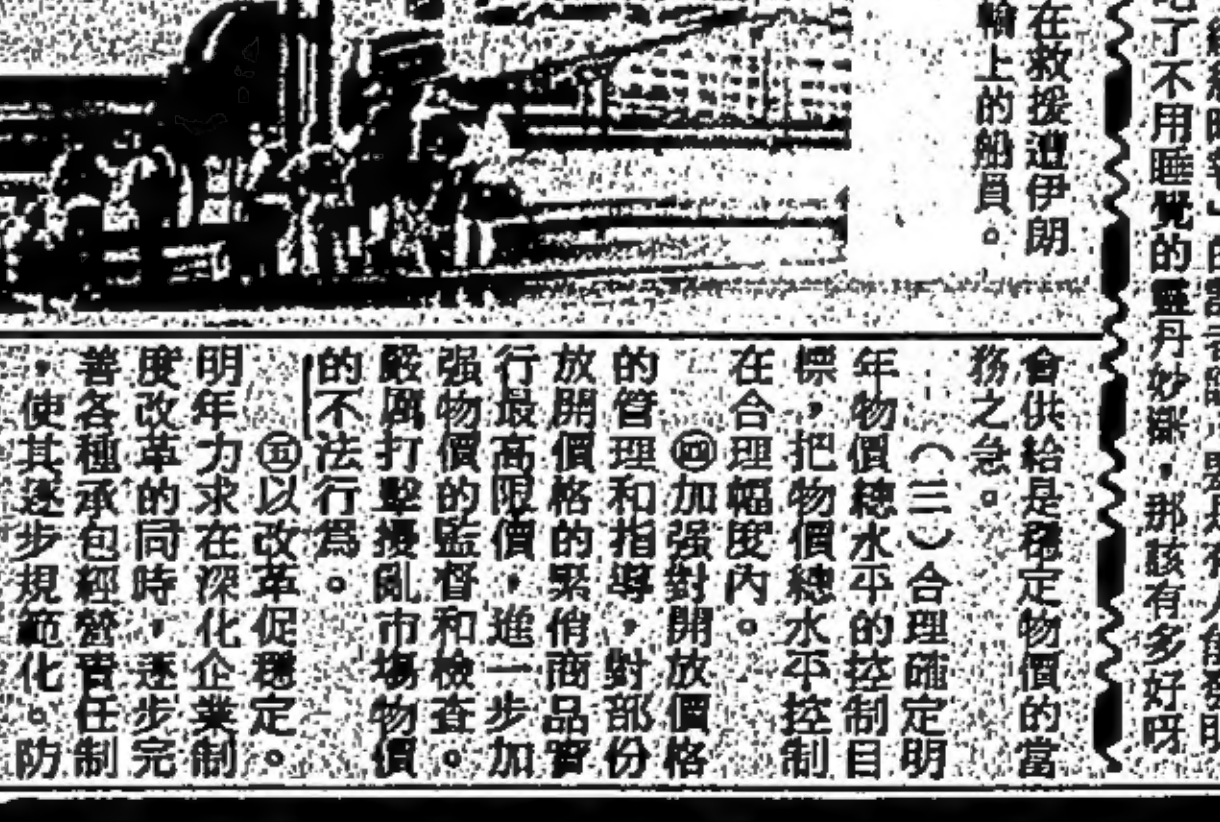 了不用睡覺的靈丹妙藥，那該有多好呀
在救援遭伊朗
上的船員。
會供給是穩定物價的當
務之急。
（三）合理確定明
年物價總水平的控制目
標，把物價總水平控制
在合理幅度內。
㊃加强對開放價格
的管理和指導，對部份
放開價格的緊俏商品實
行最高限價，進一步加
强物價的監督和檢查。
嚴厲打擊擾亂市場物價
的不法行爲。
㊄以改革促穩定。
明年力求在深化企業制
度改革的同時，逐步完
善各種承包經營責任制
，使其逐步規範化。防